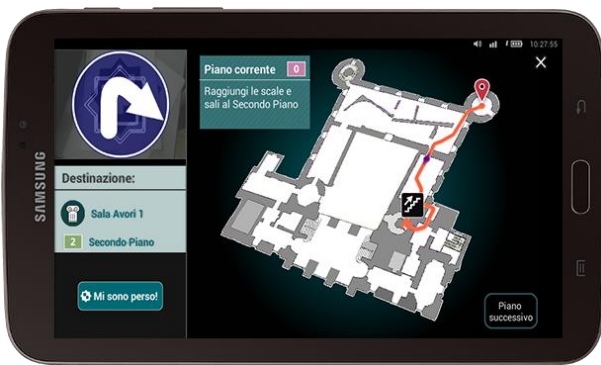 SAMSUNG
10:27:55
Piano corrente 0
Raggiungi le scale e
sali al Secondo Piano
Destinazione:
Sala Avori 1
2 Secondo Piano
Mi sono perso!
Piano
successivo